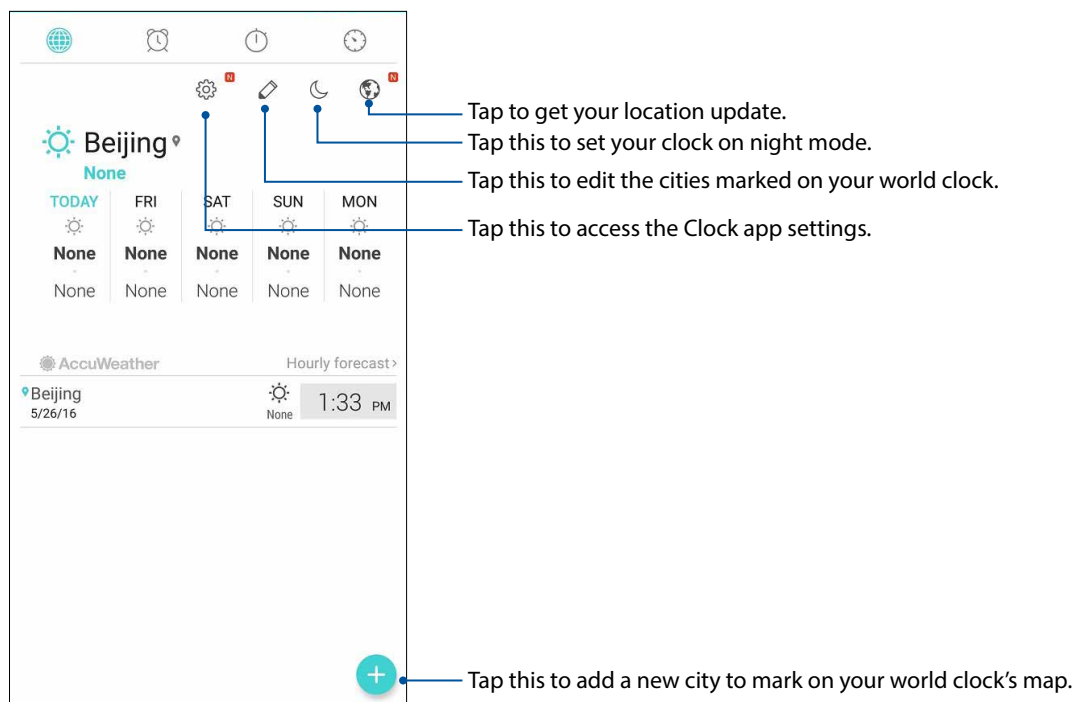 N
N
Tap to get your location update.
Tap this to set your clock on night mode.
Tap this to edit the cities marked on your world clock.
Tap this to access the Clock app settings.
Beijing
None
TODAY FRI SAT SUN MON
None None None None None
None None None None None
AccuWeather Hourly forecast>
Beijing
5/26/16
None
1:33 PM
+
Tap this to add a new city to mark on your world clock’s map.